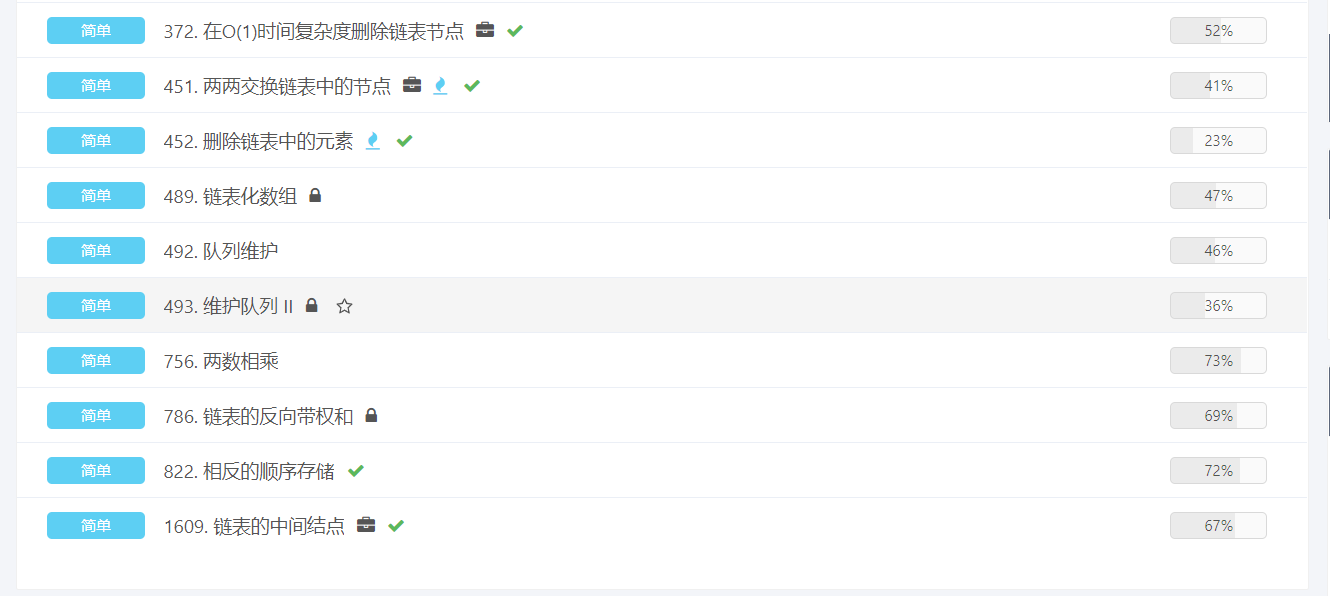 简单 372. 在O(1)时间复杂度删除链表节点 52%
简单 451. 两两交换链表中的节点 41%
简单 452. 删除链表中的元素 23%
简单 489. 链表化数组 47%
简单 492. 队列维护 46%
简单 493. 维护队列 II 36%
简单 756. 两数相乘 73%
简单 786. 链表的反向带权和 69%
简单 822. 相反的顺序存储 72%
简单 1609. 链表的中间结点 67%